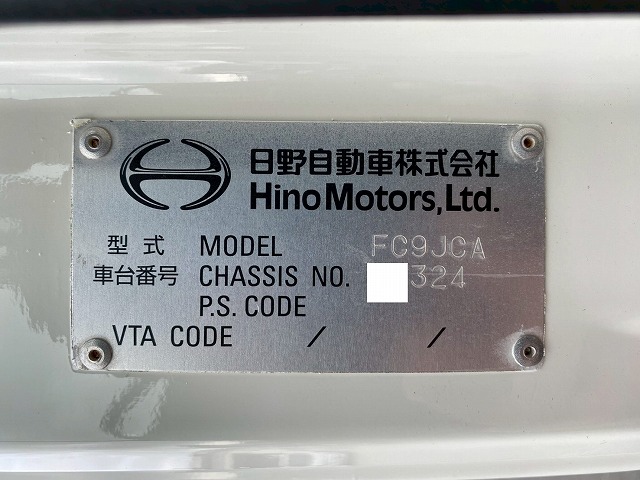 日野自動車株式会社
Hino Motors, Ltd.
型式 MODEL FC9JCA
車台番号 CHASSIS NO. 324
P.S. CODE
VTA CODE / /